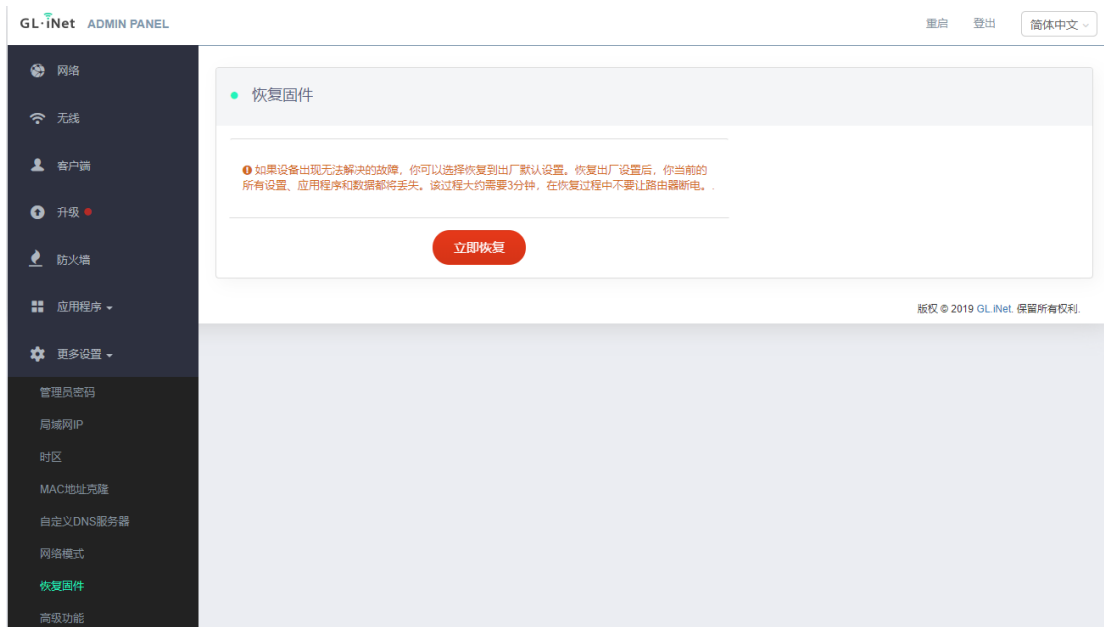 GL·iNet ADMIN PANEL
重启 登出 简体中文
网络
无线
客户端
升级
防火墙
应用程序
更多设置
管理员密码
局域网IP
时区
MAC地址克隆
自定义DNS服务器
网络模式
恢复固件
高级功能
恢复固件
如果设备出现无法解决的故障，你可以选择恢复到出厂默认设置。恢复出厂设置后，你当前的
所有设置、应用程序和数据都将丢失。该过程大约需要3分钟，在恢复过程中不要让路由器断电。.
立即恢复
版权 © 2019 GL.iNet. 保留所有权利.